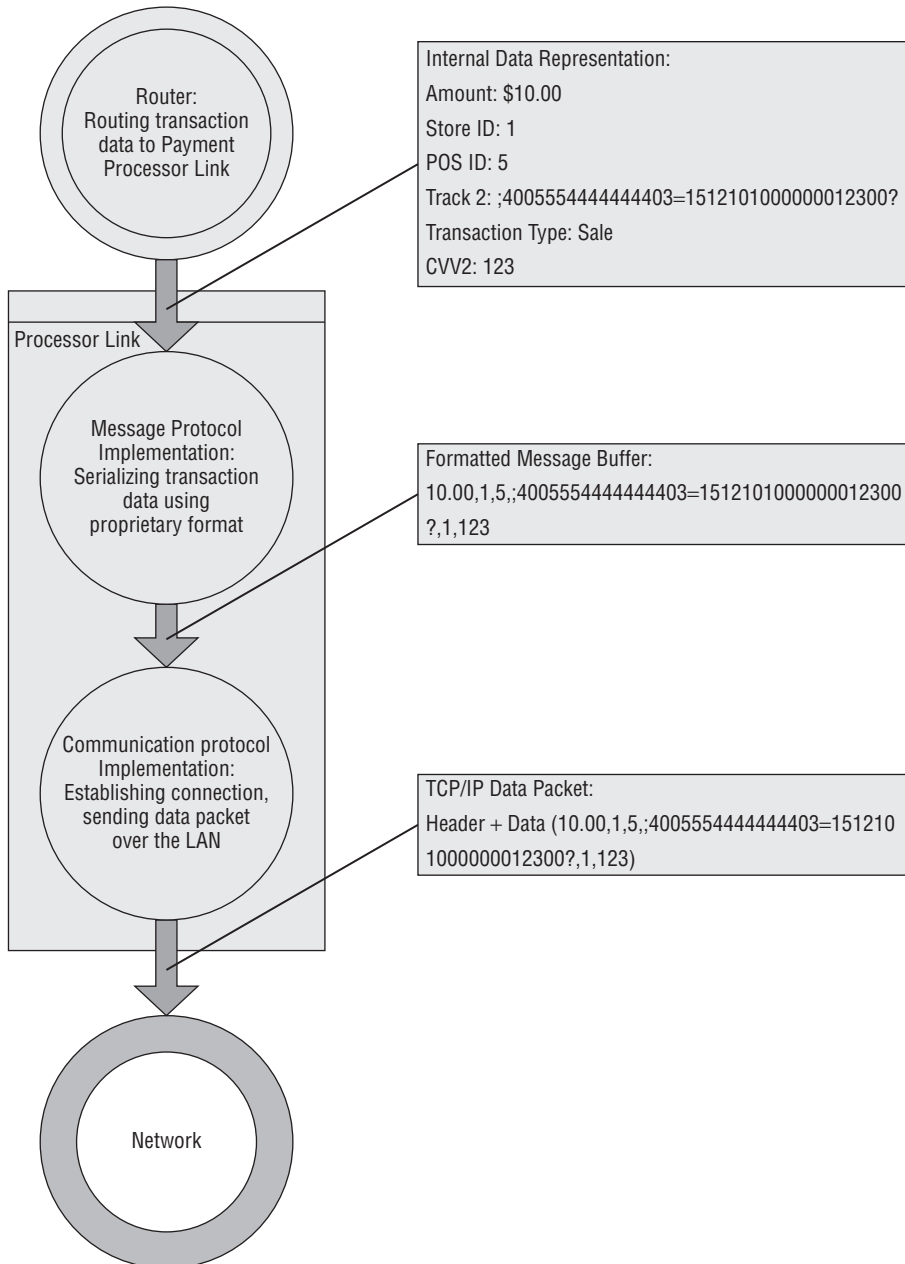 Router:
Routing transaction
data to Payment
Processor Link
Internal Data Representation:
Amount: $10.00
Store ID: 1
POS ID: 5
Track 2: ;4005554444444403=1512101000000012300?
Transaction Type: Sale
CVV2: 123
Processor Link
Message Protocol
Implementation:
Serializing transaction
data using
proprietary format
Formatted Message Buffer:
10.00,1,5,;4005554444444403=1512101000000012300
?,1,123
Communication protocol
Implementation:
Establishing connection,
sending data packet
over the LAN
TCP/IP Data Packet:
Header + Data (10.00,1,5,;4005554444444403=151210
1000000012300?,1,123)
Network